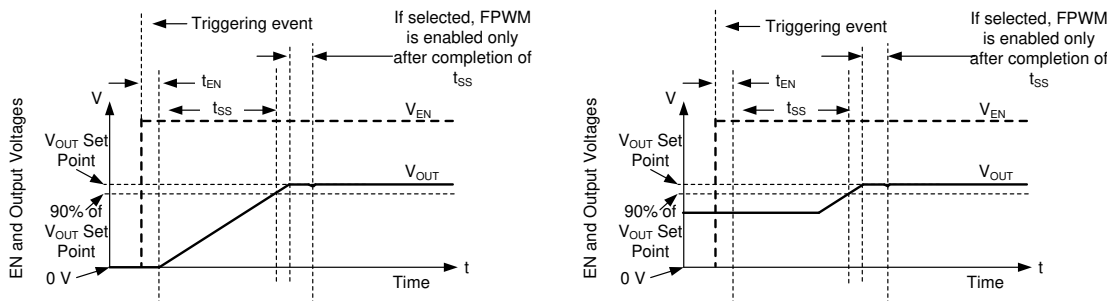 Triggering event
If selected, FPWM
is enabled only
after completion of
tSS
tEN
V
tSS
VEN
VOUT Set
Point
VOUT
90% of
VOUT Set
Point
0 V
t
Time
EN and Output Voltages
Triggering event
If selected, FPWM
is enabled only
after completion of
tSS
tEN
V
tSS
VEN
VOUT Set
Point
VOUT
90% of
VOUT Set
Point
0 V
t
Time
EN and Output Voltages